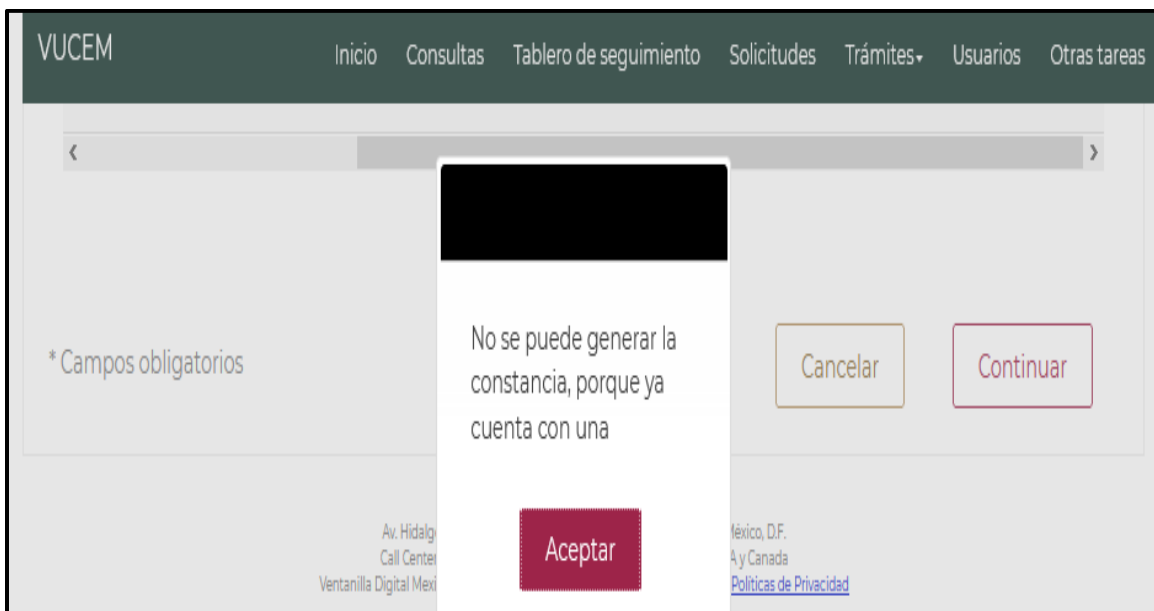 VUCEM Inicio Consultas Tablero de seguimiento Solicitudes Trámites Usuarios Otras tareas
No se puede generar la
constancia, porque ya
cuenta con una
* Campos obligatorios Cancelar Continuar
Aceptar
Av. Hidalg México, D.F.
Call Center A y Canada
Ventanilla Digital Mexi Políticas de Privacidad